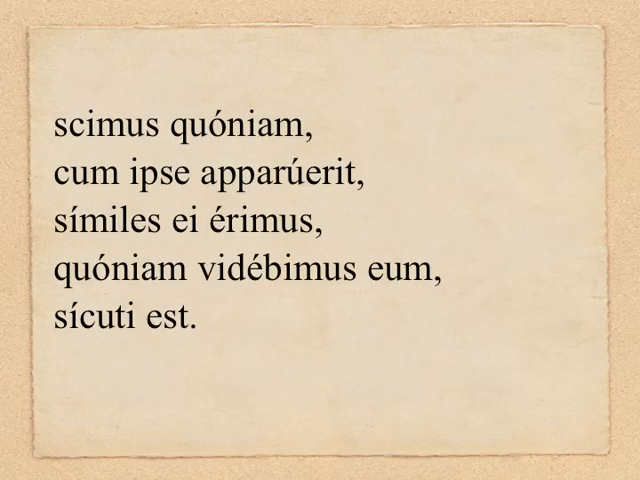 scimus quóniam,
cum ipse apparúerit,
símiles ei érimus,
quóniam vidébimus eum,
sícuti est.